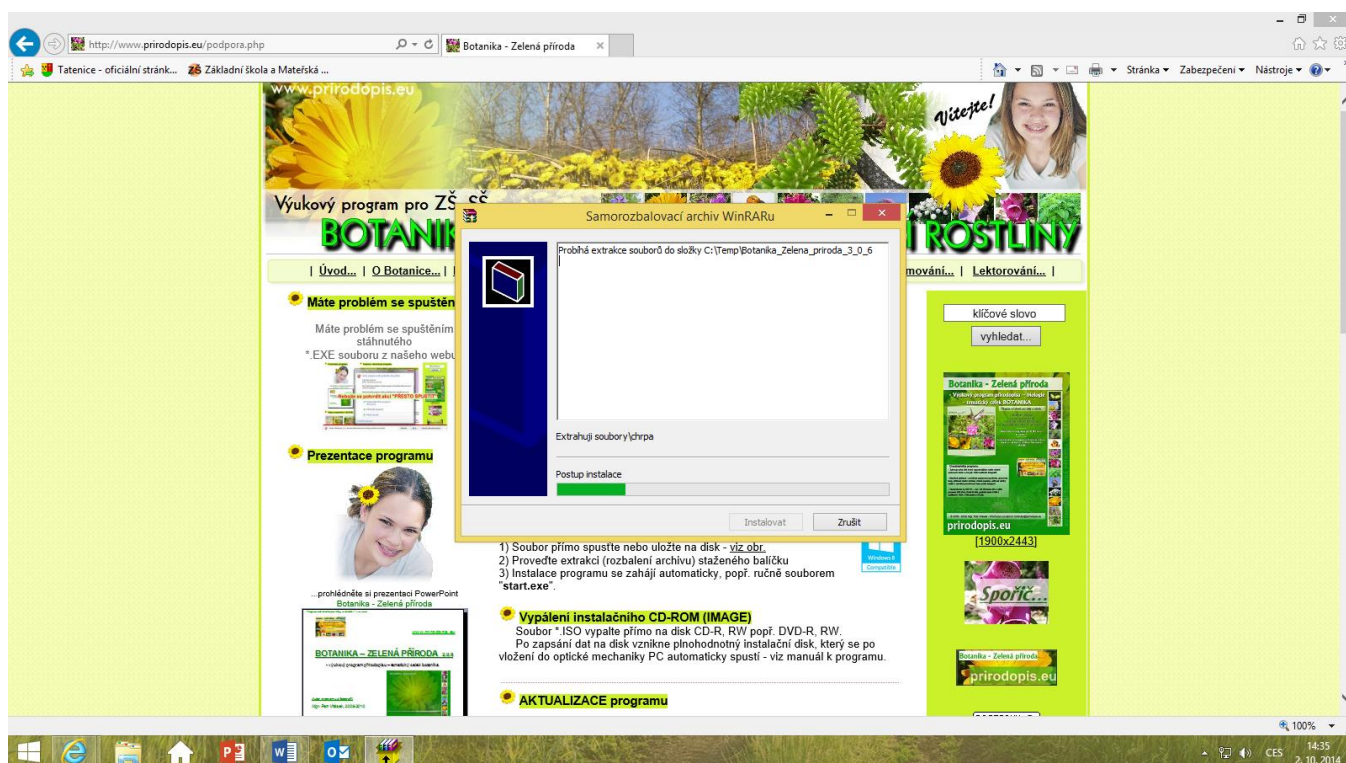 http://www.prirodopis.eu/podpora.php
Botanika - Zelená příroda
Tatenice - oficiální stránk...
Základní škola a Mateřská ...
Stránka
Zabezpečení
Nástroje
www.prirodopis.eu
Vítejte!
Výukový program pro ZŠ, SŠ
BOTANIK
ROSTLINY
| Úvod... | O Botanice... |
mování... | Lektorování... |
Samorozbalovací archiv WinRARu
Probíhá extrakce souborů do složky C:\Temp\Botanika_Zelena_priroda_3_0_6
Extrahuji soubory\chrpa
Postup instalace
Instalovat
Zrušit
Máte problém se spuštěn
Máte problém se spuštěním
stáhnutého
*.EXE souboru z našeho webu
Prezentace programu
...prohlédněte si prezentaci PowerPoint
Botanika - Zelená příroda
BOTANIKA – ZELENÁ PŘÍRODA
1) Soubor přímo spusťte nebo uložte na disk - viz obr.
2) Proveďte extrakci (rozbalení archivu) staženého balíčku
3) Instalace programu se zahájí automaticky, popř. ručně souborem
"start.exe".
Windows 8
Compatible
Vypálení instalačního CD-ROM (IMAGE)
Soubor *.ISO vypalte přímo na disk CD-R, RW popř. DVD-R, RW.
Po zapsání dat na disk vznikne plnohodnotný instalační disk, který se po
vložení do optické mechaniky PC automaticky spustí - viz manuál k programu.
AKTUALIZACE programu
klíčové slovo
vyhledat...
Botanika - Zelená příroda
prirodopis.eu
[1900x2443]
Spořič...
Botanika - Zelená příroda
prirodopis.eu
100%
CES
14:35
2. 10. 2014